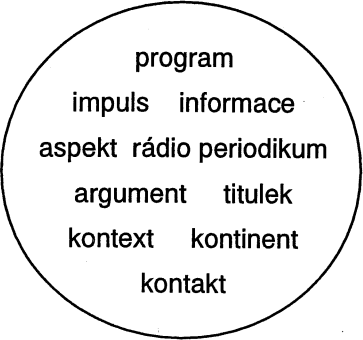 program
impuls informace
aspekt rádio periodikum
argument titulek
kontext kontinent
kontakt